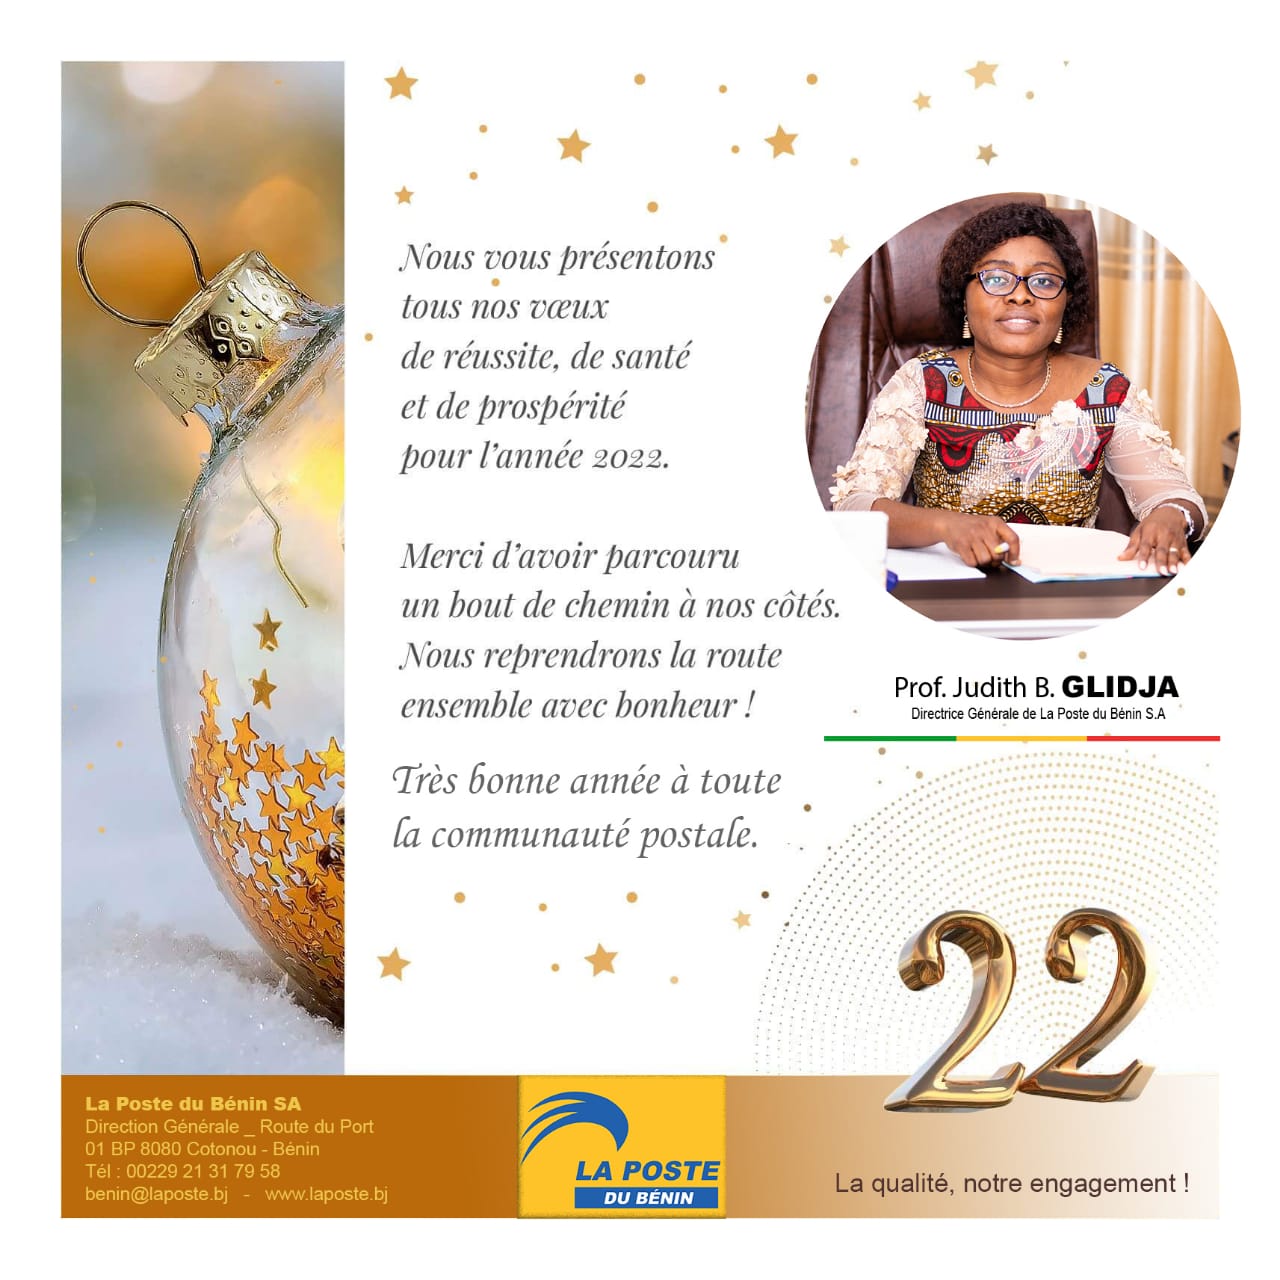 Nous vous présentons
tous nos vœux
de réussite, de santé
et de prospérité
pour l'année 2022.
Merci d'avoir parcouru
un bout de chemin à nos côtés.
Nous reprendrons la route
ensemble avec bonheur !
Très bonne année à toute
la communauté postale.
Prof. Judith B. GLIDJA
Directrice Générale de La Poste du Bénin S.A
22
La Poste du Bénin SA
Direction Générale _ Route du Port
01 BP 8080 Cotonou - Bénin
Tél : 00229 21 31 79 58
benin@laposte.bj - www.laposte.bj
LA POSTE
DU BÉNIN
La qualité, notre engagement !